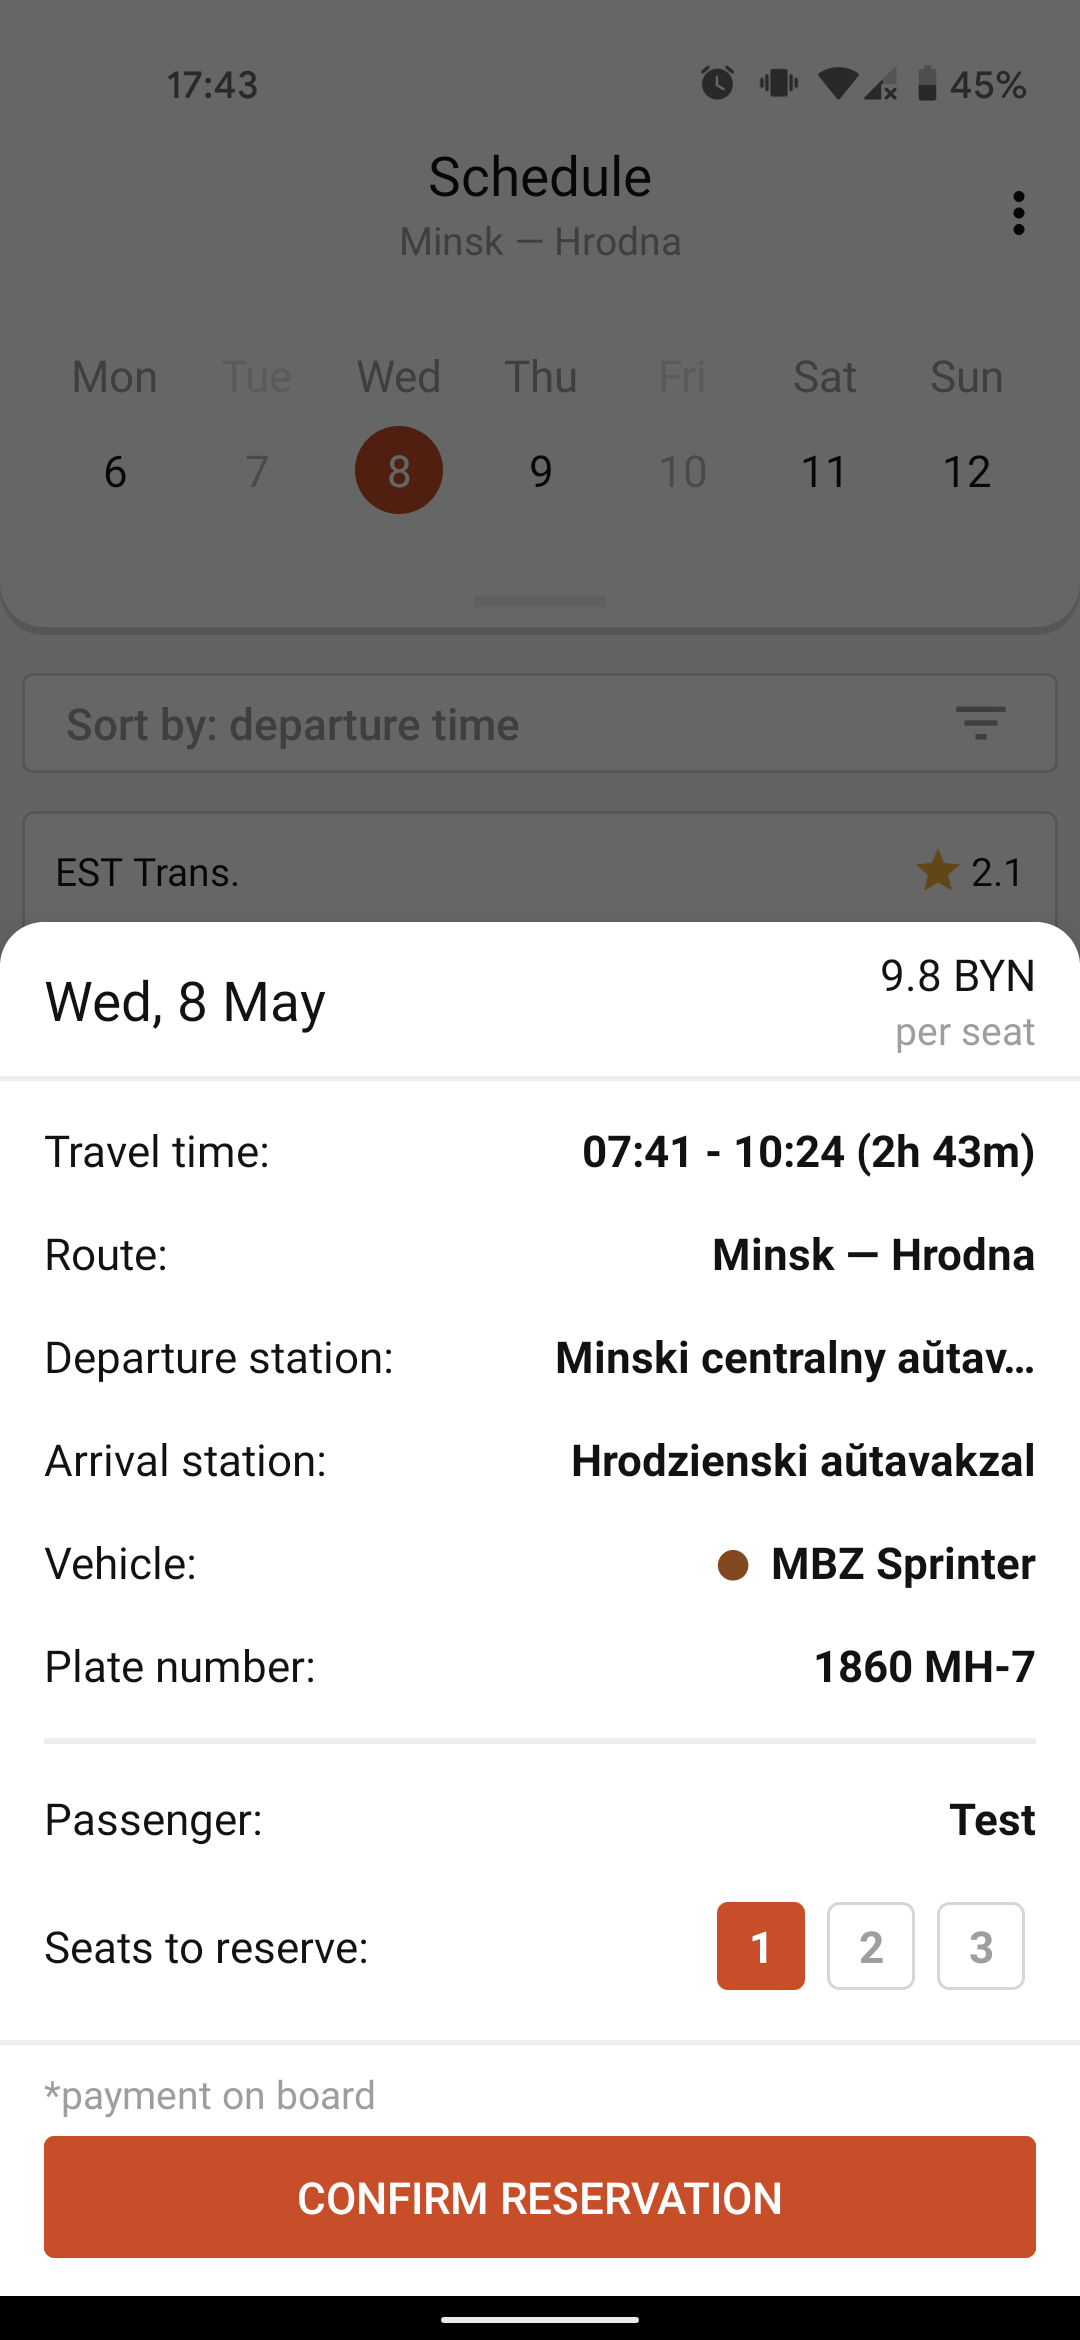 17:43
45%
Schedule
Minsk — Hrodna
Mon Tue Wed Thu Fri Sat Sun
6 7 8 9 10 11 12
Sort by: departure time
EST Trans. 2.1
Wed, 8 May
9.8 BYN
per seat
Travel time: 07:41 - 10:24 (2h 43m)
Route: Minsk — Hrodna
Departure station: Minski centralny aŭtav...
Arrival station: Hrodzienski aŭtavakzal
Vehicle: MBZ Sprinter
Plate number: 1860 MH-7
Passenger: Test
Seats to reserve: 1 2 3
*payment on board
CONFIRM RESERVATION